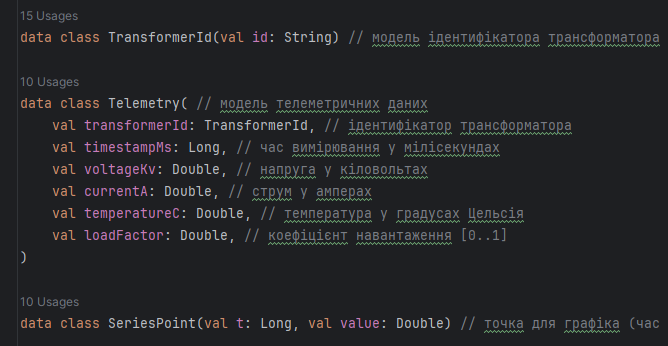 15 Usages
data class TransformerId(val id: String) // модель ідентифікатора трансформатора
10 Usages
data class Telemetry( // модель телеметричних даних
val transformerId: TransformerId, // ідентифікатор трансформатора
val timestampMs: Long, // час вимірювання у мілісекундах
val voltageKv: Double, // напруга у кіловольтах
val currentA: Double, // струм у амперах
val temperatureC: Double, // температура у градусах Цельсія
val loadFactor: Double, // коефіцієнт навантаження [0..1]
)
10 Usages
data class SeriesPoint(val t: Long, val value: Double) // точка для графіка (час